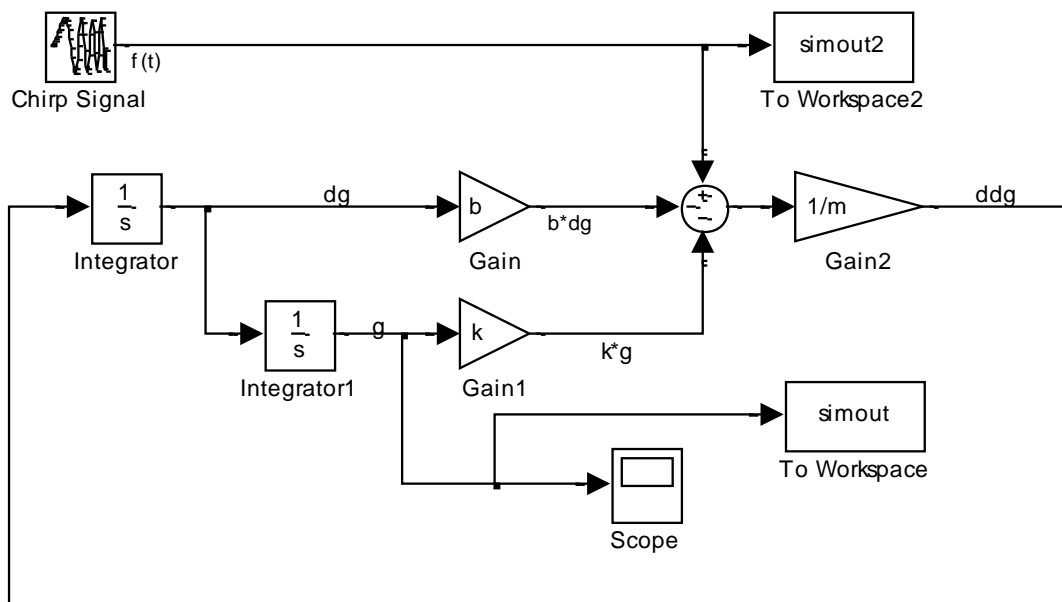 simout2
f(t)
Chirp Signal
To Workspace2
1
s
dg
b
b*dg
+
−
−
1/m
ddg
Integrator
Gain
Gain2
1
s
g
k
k*g
Integrator1
Gain1
simout
To Workspace
Scope